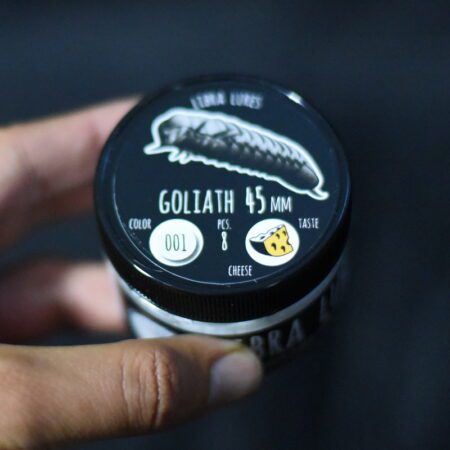 LIBRA LURES
GOLIATH 45 MM
COLOR PCS. TASTE
001 8
CHEESE